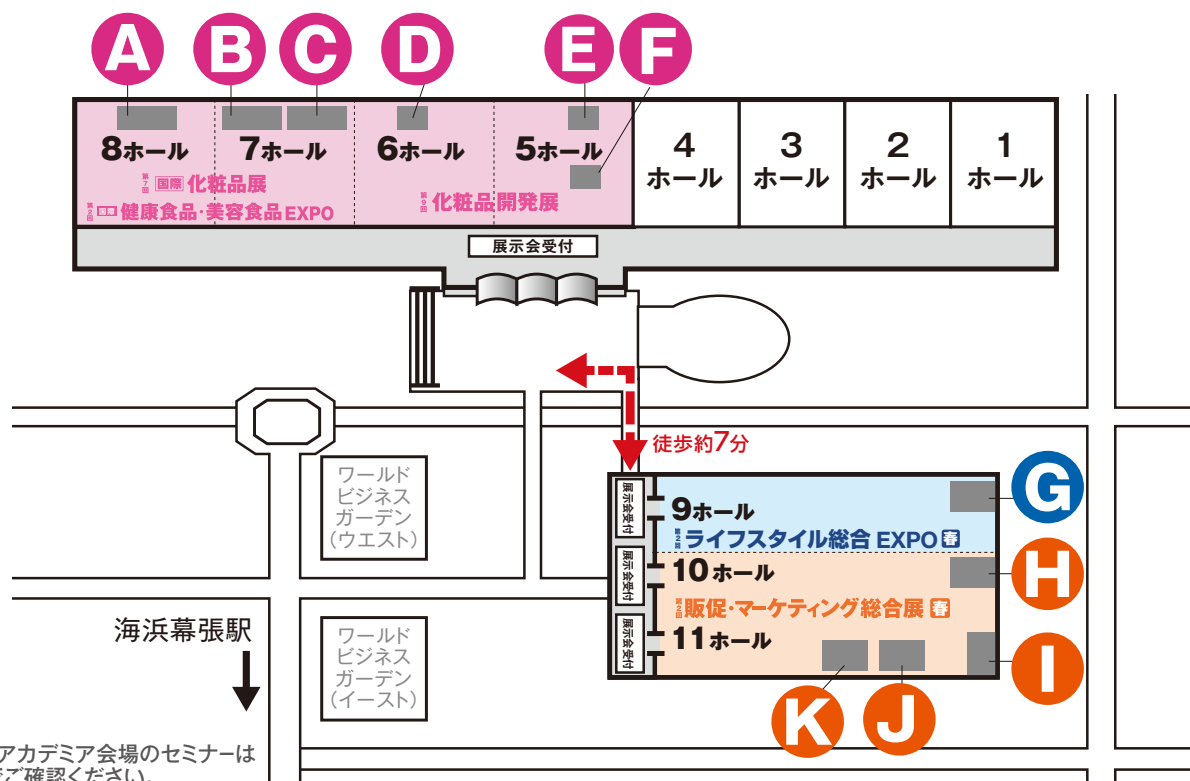 A
B
C
D
E
F
8ホール
7ホール
6ホール
5ホール
4
ホール
3
ホール
2
ホール
1
ホール
第7回 国際 化粧品展
第2回 国際 健康食品・美容食品EXPO
第9回 化粧品開発展
展示会受付
徒歩約7分
ワールド
ビジネス
ガーデン
(ウエスト)
展示会受付
9ホール
第2回 ライフスタイル総合 EXPO 春
G
展示会受付
10ホール
H
第2回 販促・マーケティング総合展 春
展示会受付
11ホール
I
K
J
海浜幕張駅
ワールド
ビジネス
ガーデン
(イースト)
アカデミア会場のセミナーは
ご確認ください。